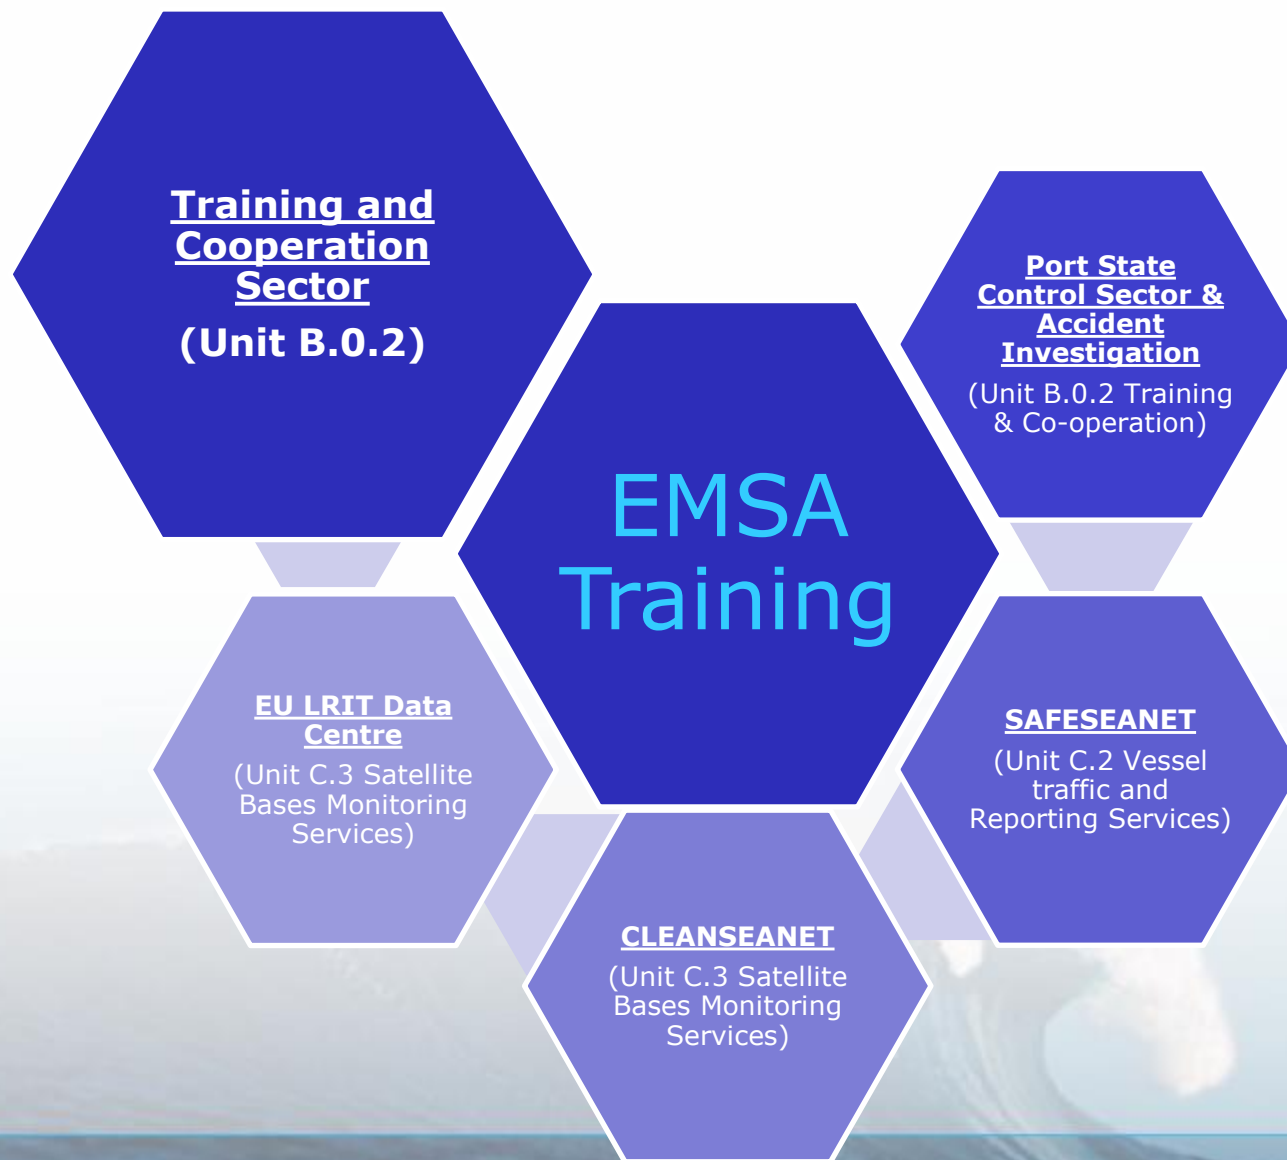 Training and
Cooperation
Sector
(Unit B.0.2)
Port State
Control Sector &
Accident
Investigation
(Unit B.0.2 Training
& Co-operation)
EMSA
Training
EU LRIT Data
Centre
(Unit C.3 Satellite
Bases Monitoring
Services)
SAFESEANET
(Unit C.2 Vessel
traffic and
Reporting Services)
CLEANSEANET
(Unit C.3 Satellite
Bases Monitoring
Services)